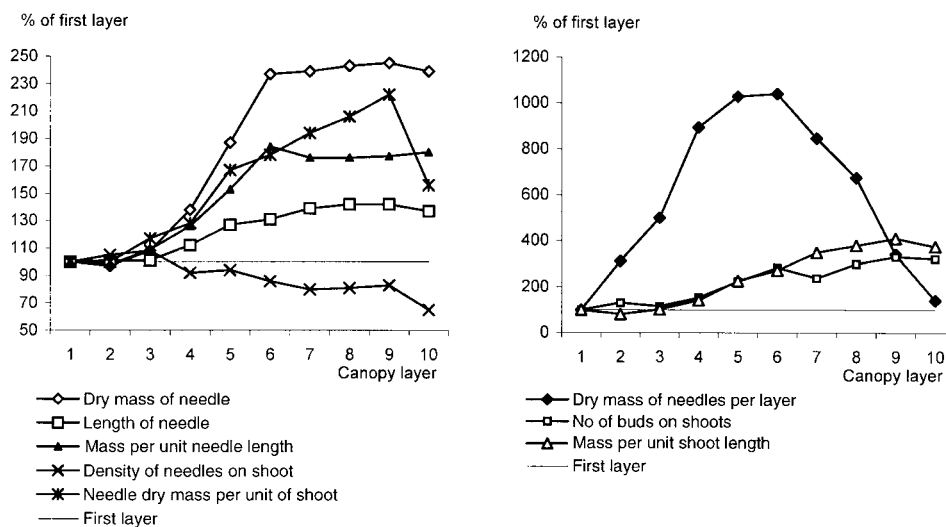 % of first layer
250
230
210
190
170
150
130
110
90
70
50
1 2 3 4 5 6 7 8 9 10
Canopy layer
Dry mass of needle
Length of needle
Mass per unit needle length
Density of needles on shoot
Needle dry mass per unit of shoot
First layer
% of first layer
1200
1000
800
600
400
200
0
1 2 3 4 5 6 7 8 9 10
Canopy layer
Dry mass of needles per layer
No of buds on shoots
Mass per unit shoot length
First layer